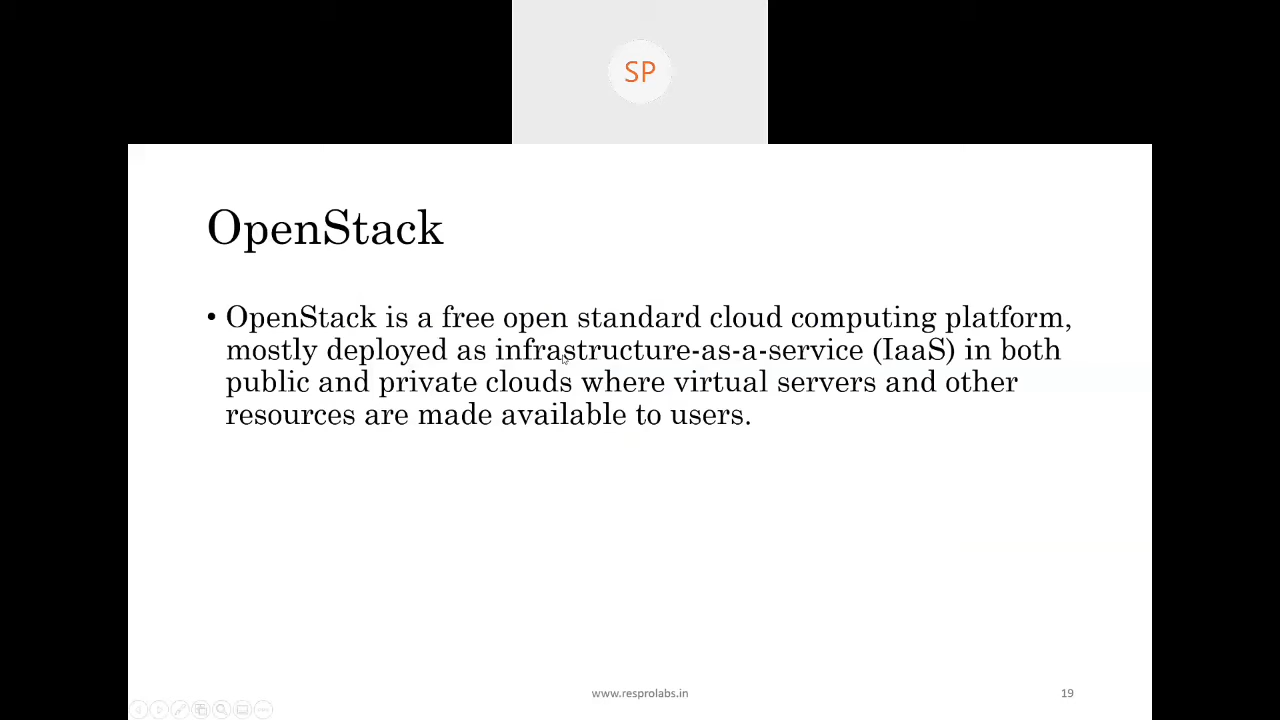 SP
OpenStack
• OpenStack is a free open standard cloud computing platform,
mostly deployed as infrastructure-as-a-service (IaaS) in both
public and private clouds where virtual servers and other
resources are made available to users.
www.resprolabs.in
19